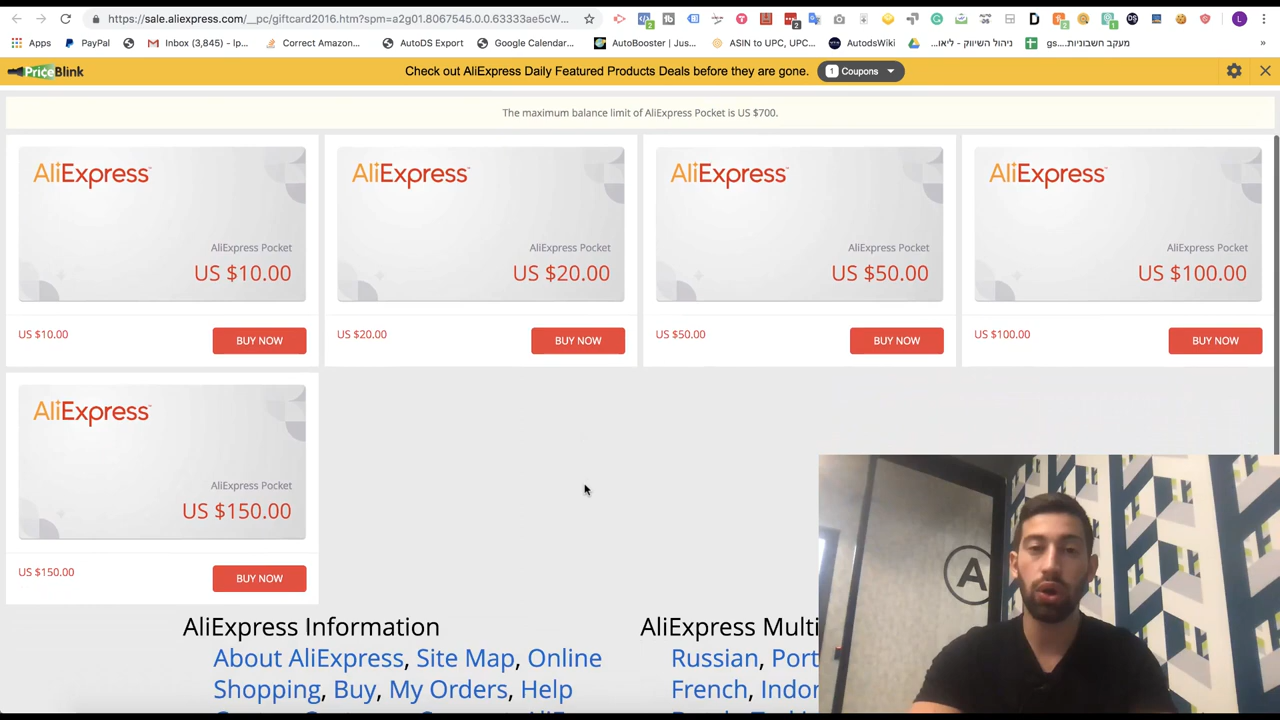 https://sale.aliexpress.com/__pc/giftcard2016.htm?spm=a2g01.8067545.0.0.63333ae5cW...
Apps PayPal Inbox (3,845) - lp... Correct Amazon... AutoDS Export Google Calendar... AutoBooster | Jus... ASIN to UPC, UPC... AutodsWiki ניהול השיווק - ליאו... מעקב חשבוניות....gs »
PriceBlink Check out AliExpress Daily Featured Products Deals before they are gone. 1 Coupons
The maximum balance limit of AliExpress Pocket is US $700.
AliExpress AliExpress AliExpress AliExpress
AliExpress Pocket AliExpress Pocket AliExpress Pocket AliExpress Pocket
US $10.00 US $20.00 US $50.00 US $100.00
US $10.00 BUY NOW US $20.00 BUY NOW US $50.00 BUY NOW US $100.00 BUY NOW
AliExpress
AliExpress Pocket
US $150.00
US $150.00 BUY NOW
A
AliExpress Information AliExpress Multi
About AliExpress, Site Map, Online Russian, Port
Shopping, Buy, My Orders, Help French, Indor